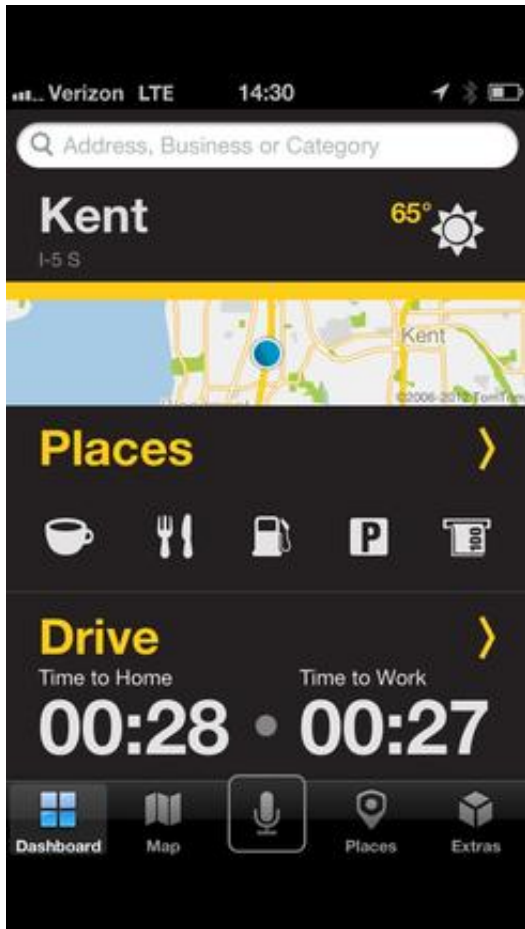 Verizon LTE 14:30
Address, Business or Category
Kent
65°
I-5 S
Kent
©2006-2012 TomTom
Places
P
100
Drive
Time to Home Time to Work
00:28 00:27
Dashboard Map Places Extras